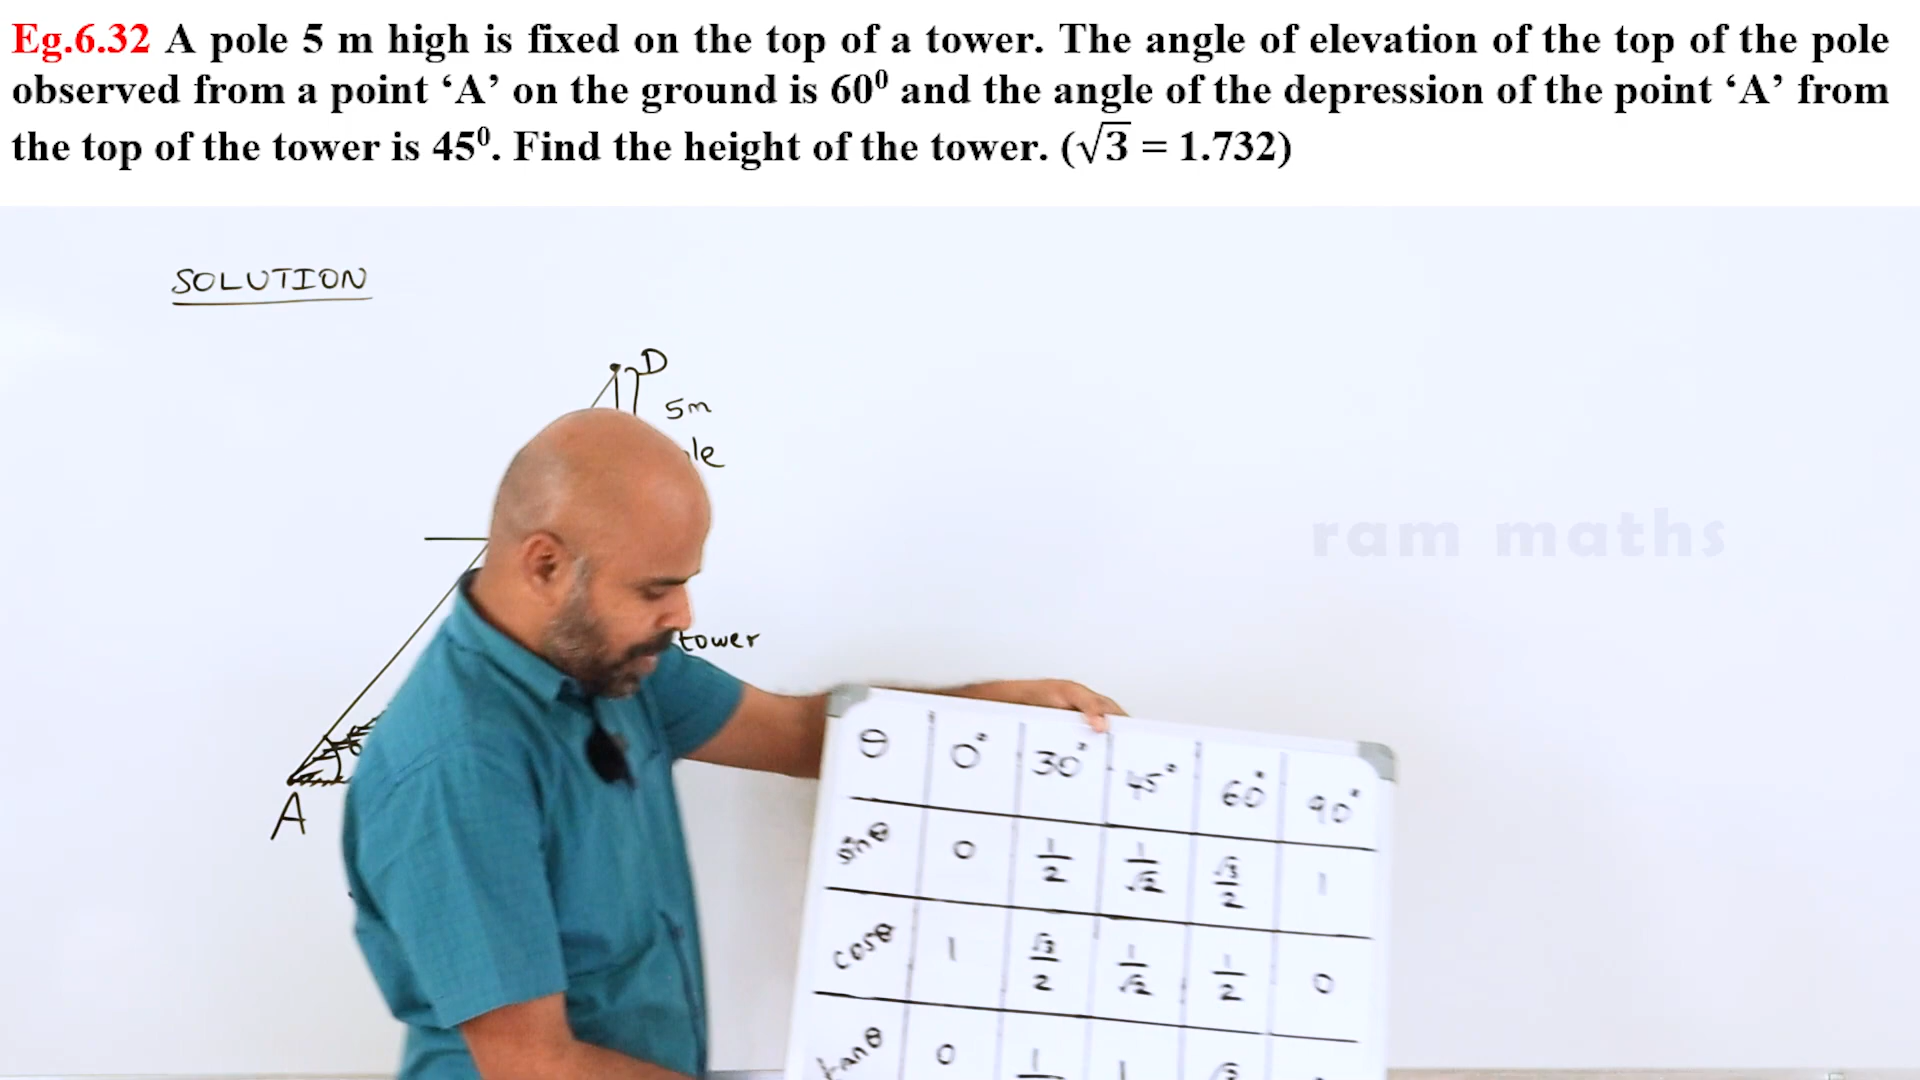 Eg.6.32 A pole 5 m high is fixed on the top of a tower. The angle of elevation of the top of the pole
observed from a point ‘A’ on the ground is 60⁰ and the angle of the depression of the point ‘A’ from
the top of the tower is 45⁰. Find the height of the tower. (√3 = 1.732)
SOLUTION
D
5m
le
ram maths
tower
A
θ 0° 30° 45° 60° 90°
sinθ 0 1/2 1/√2 √3/2 1
cosθ 1 √3/2 1/√2 1/2 0
tanθ 0 1 1 √3